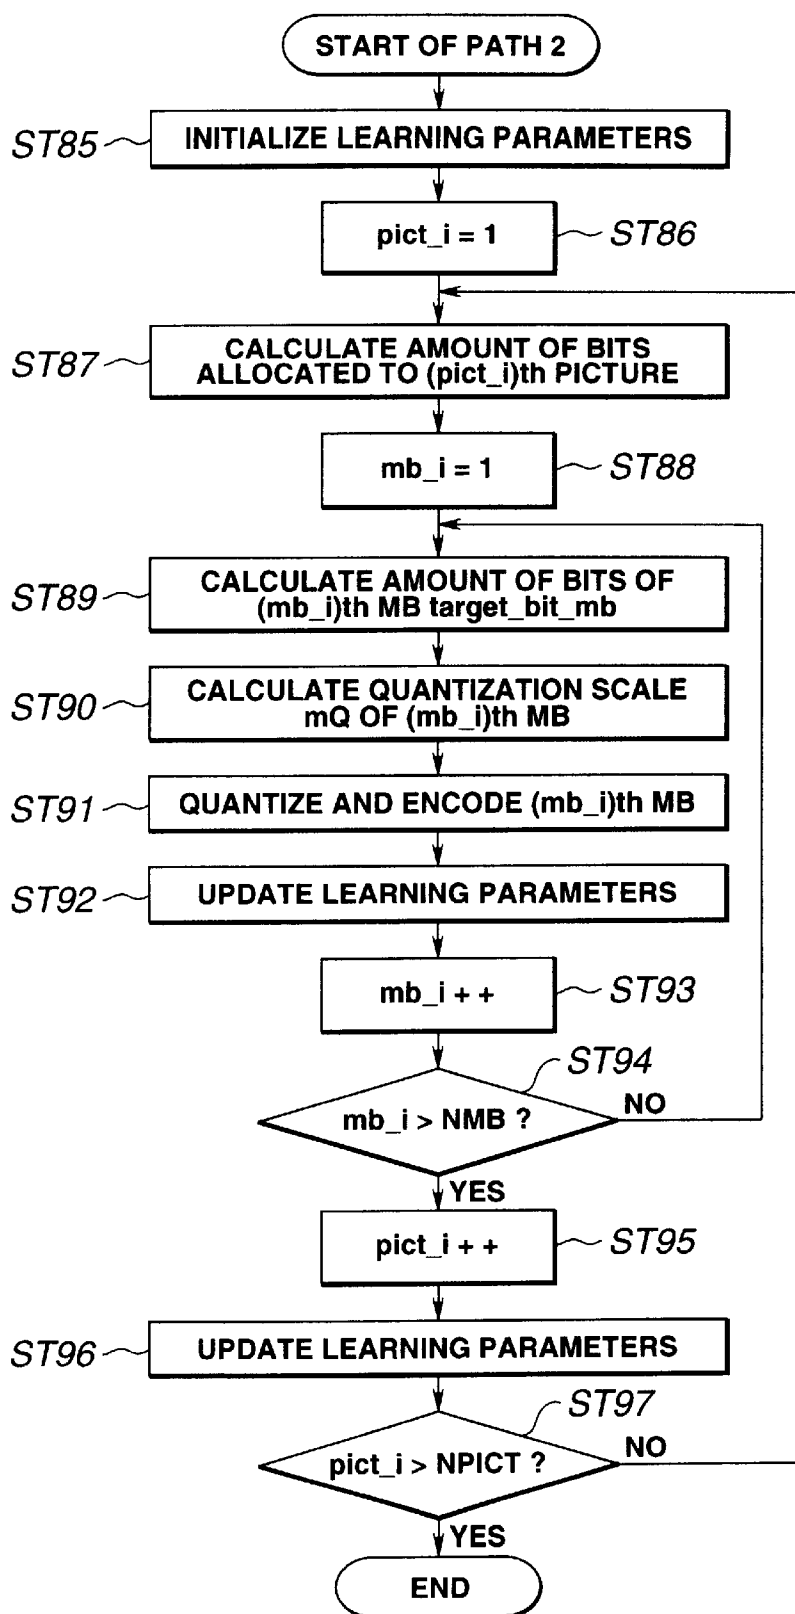 START OF PATH 2
ST85
INITIALIZE LEARNING PARAMETERS
pict_i = 1
ST86
ST87
CALCULATE AMOUNT OF BITS
ALLOCATED TO (pict_i)th PICTURE
mb_i = 1
ST88
ST89
CALCULATE AMOUNT OF BITS OF
(mb_i)th MB target_bit_mb
ST90
CALCULATE QUANTIZATION SCALE
mQ OF (mb_i)th MB
ST91
QUANTIZE AND ENCODE (mb_i)th MB
ST92
UPDATE LEARNING PARAMETERS
mb_i + +
ST93
ST94
mb_i > NMB ?
NO
YES
pict_i + +
ST95
ST96
UPDATE LEARNING PARAMETERS
ST97
pict_i > NPICT ?
NO
YES
END